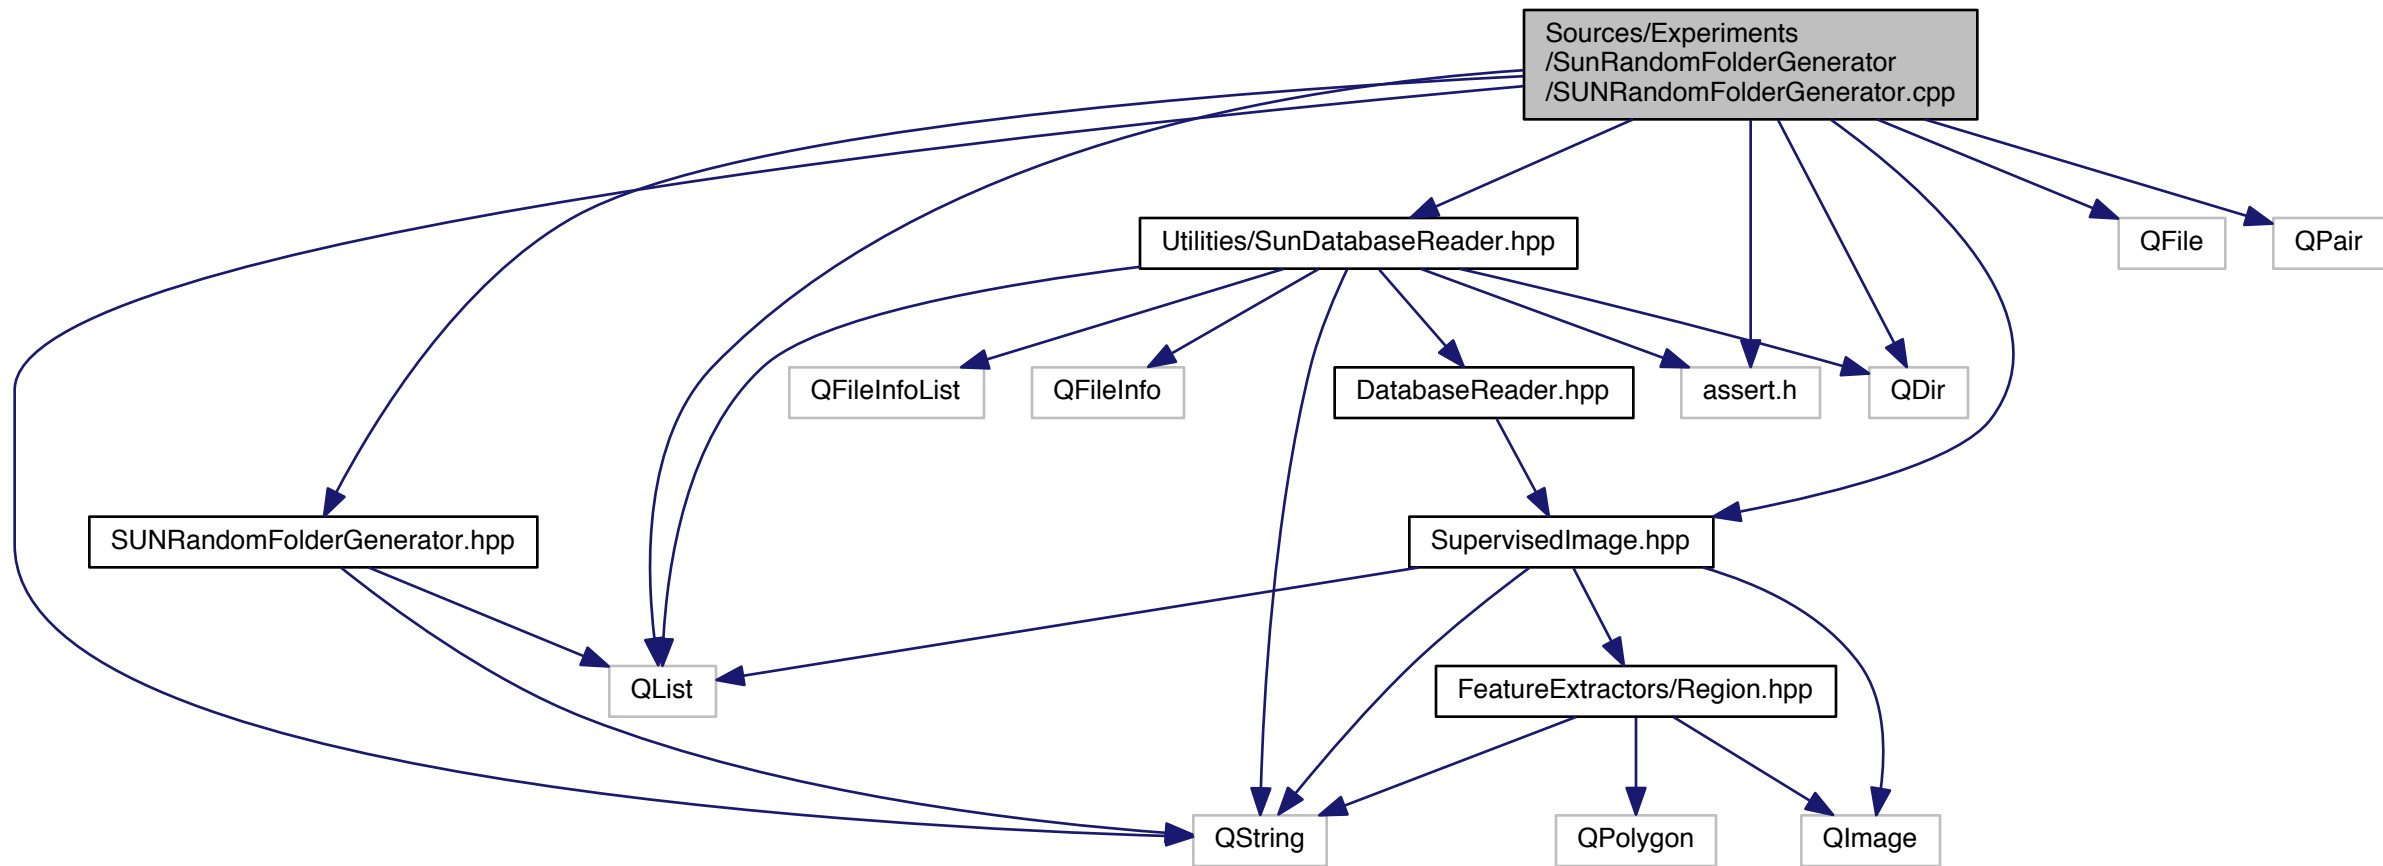 Sources/Experiments
/SunRandomFolderGenerator
/SUNRandomFolderGenerator.cpp
Utilities/SunDatabaseReader.hpp
QFile
QPair
QFileInfoList
QFileInfo
DatabaseReader.hpp
assert.h
QDir
SUNRandomFolderGenerator.hpp
SupervisedImage.hpp
QList
FeatureExtractors/Region.hpp
QString
QPolygon
QImage